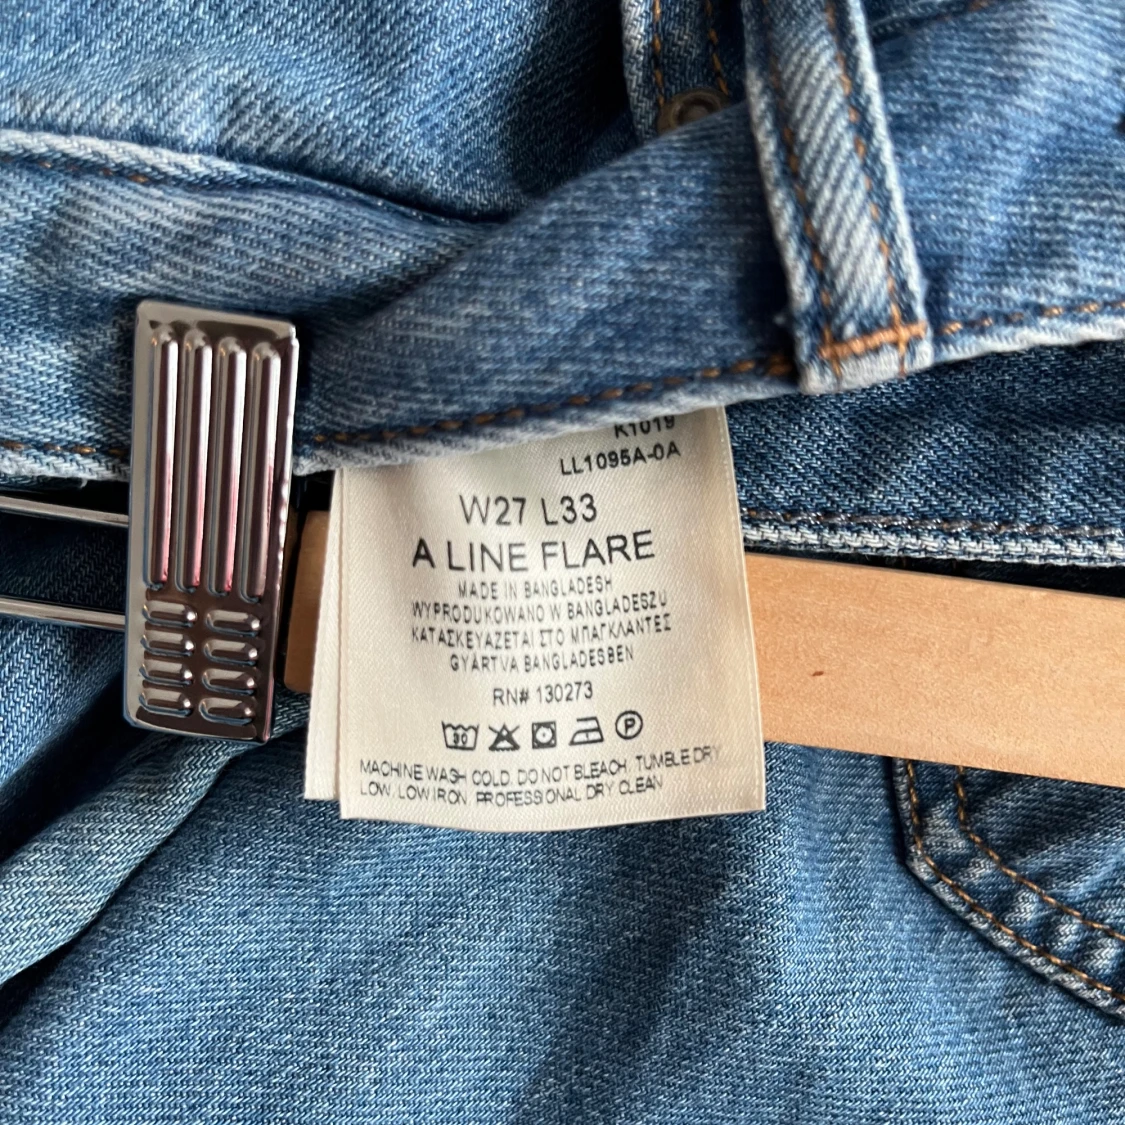 K1019
LL1095A-0A
W27 L33
A LINE FLARE
MADE IN BANGLADESH
WYPRODUKOWANO W BANGLADESZU
ΚΑΤΑΣΚΕΥΑΖΕΤΑΙ ΣΤΟ ΜΠΑΓΚΛΑΝΤΕΣ
GYÁRTVA BANGLADESBEN
RN# 130273
30 P
MACHINE WASH COLD. DO NOT BLEACH. TUMBLE DRY
LOW. LOW IRON. PROFESSIONAL DRY CLEAN